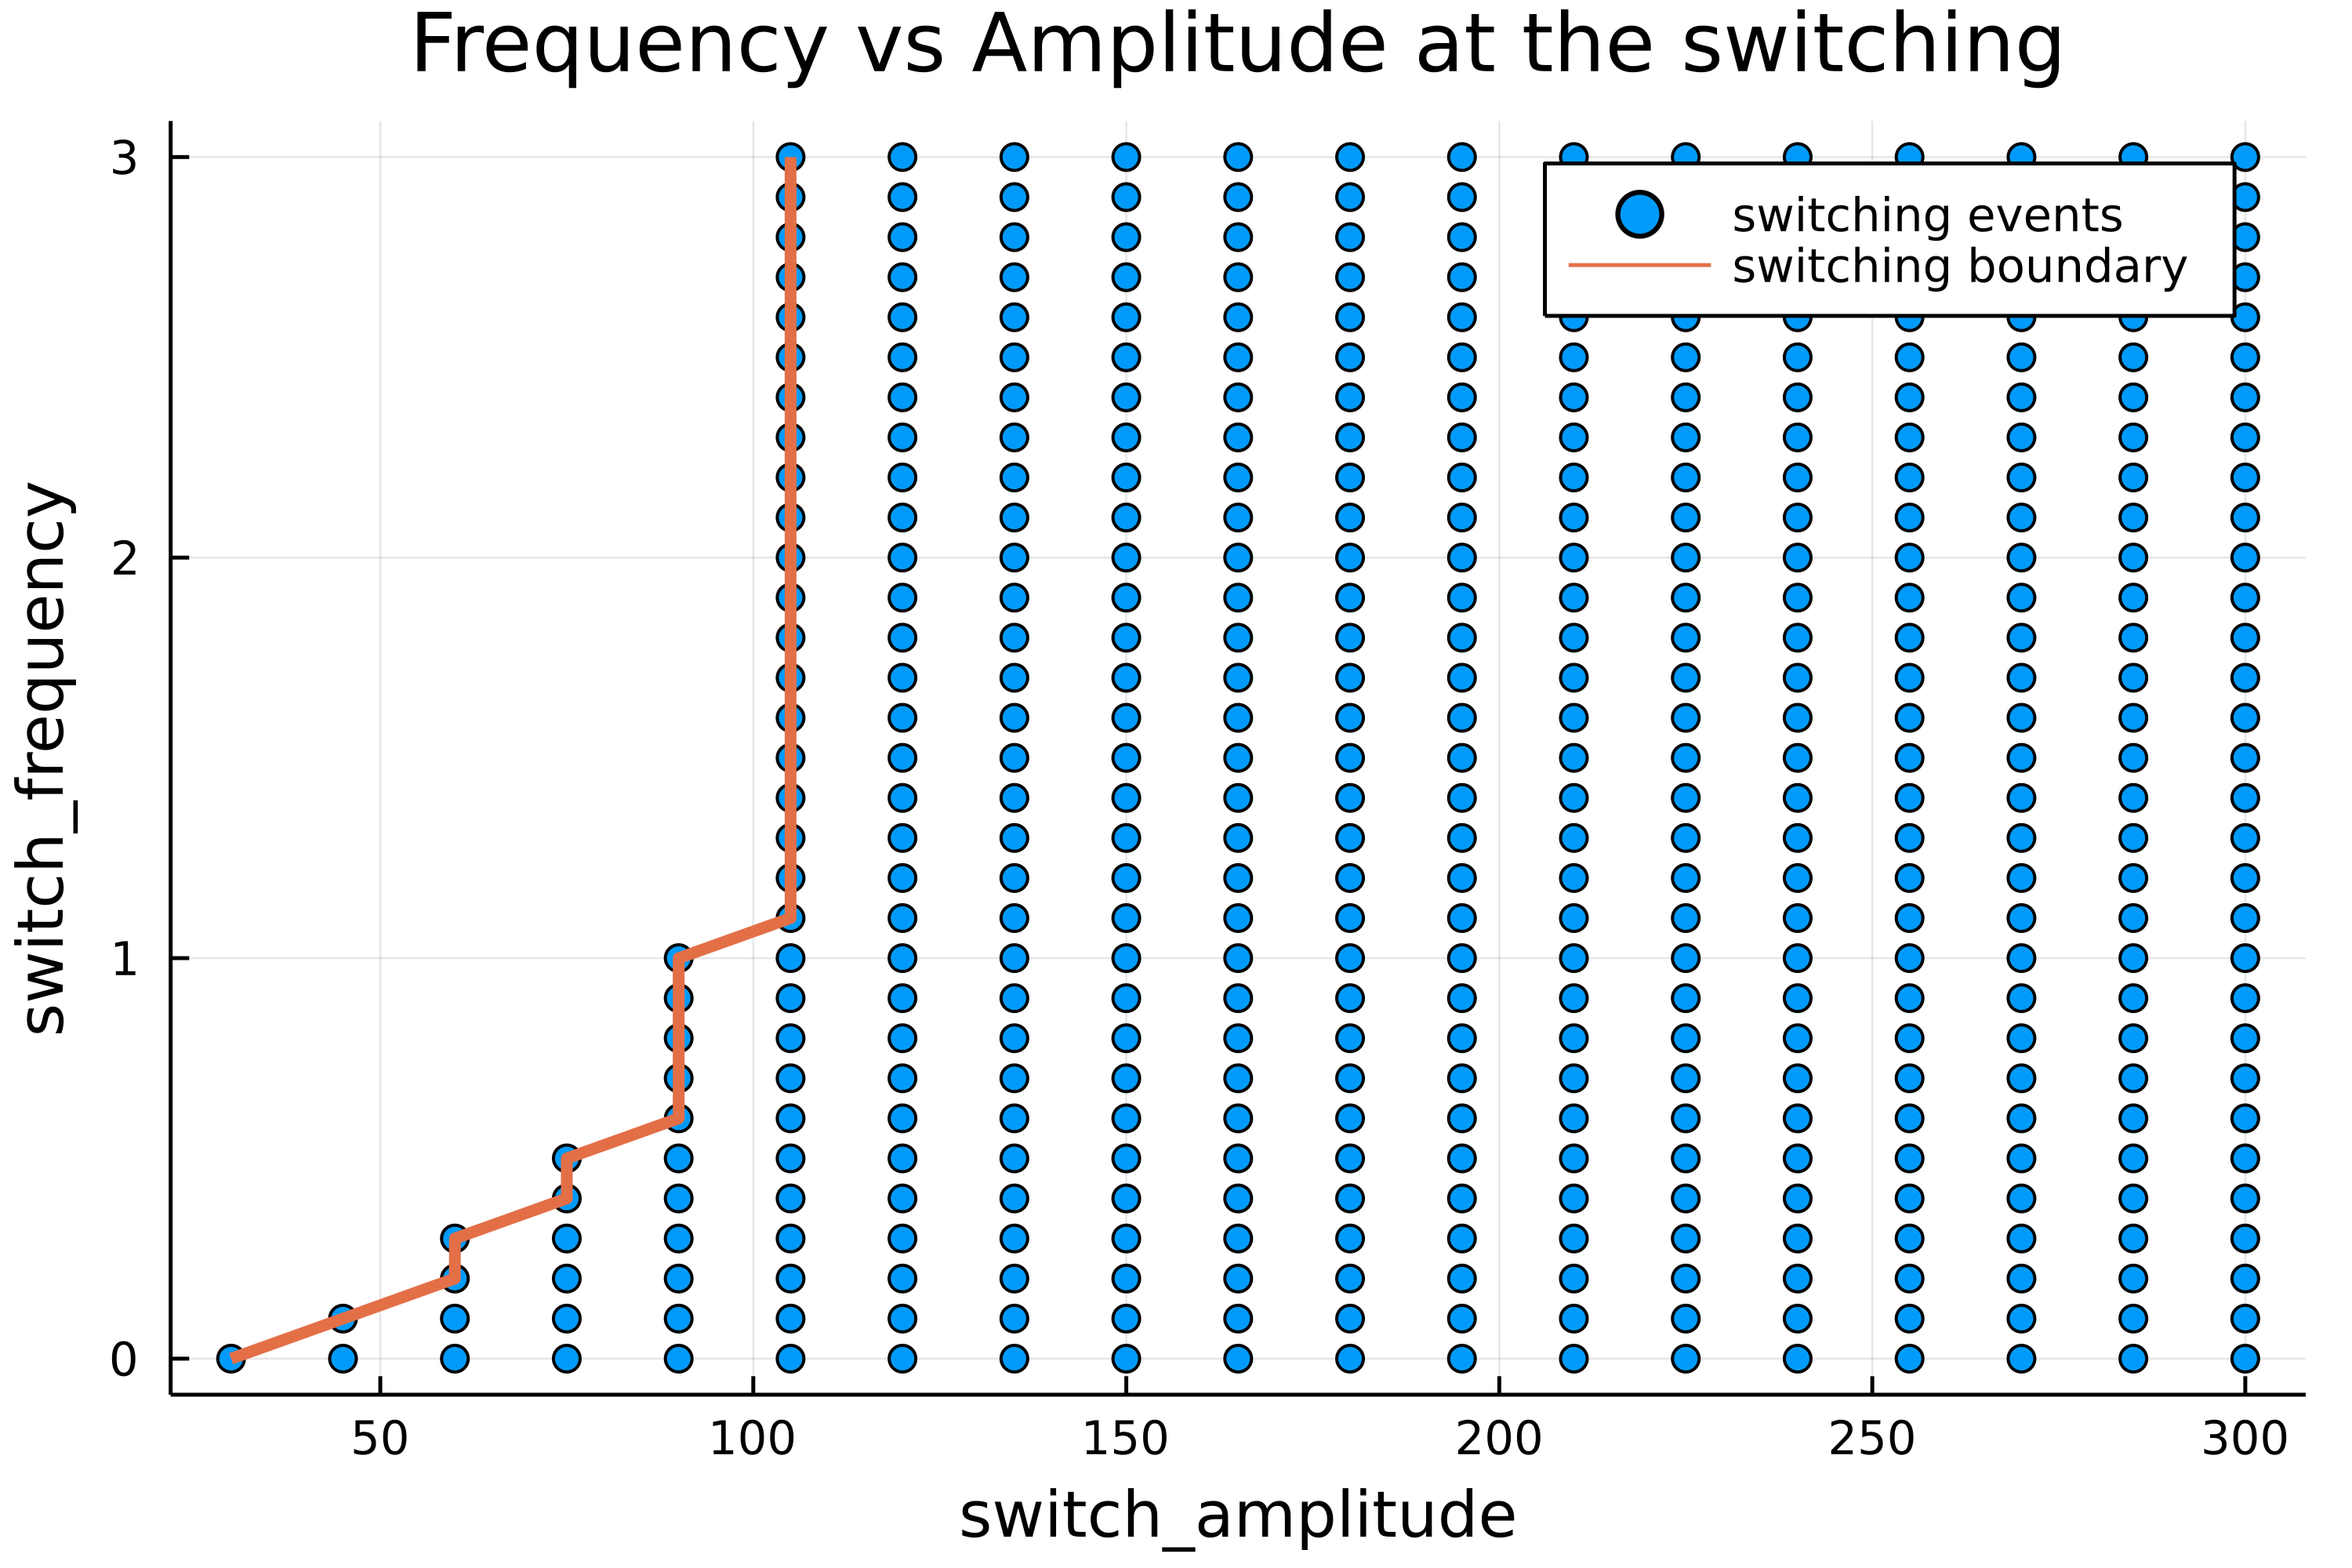 Frequency vs Amplitude at the switching
switching events
switching boundary
switch_frequency
3
2
1
0
50 100 150 200 250 300
switch_amplitude